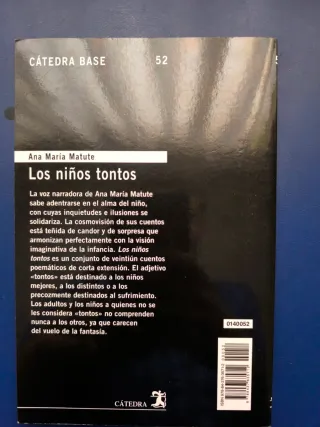 CÁTEDRA BASE 52
Ana María Matute
Los niños tontos
La voz narradora de Ana María Matute
sabe adentrarse en el alma del niño,
con cuyas inquietudes e ilusiones se
solidariza. La cosmovisión de sus cuentos
está teñida de candor y de sorpresa que
armonizan perfectamente con la visión
imaginativa de la infancia. Los niños
tontos es un conjunto de veintiún cuentos
poemáticos de corta extensión. El adjetivo
«tontos» está destinado a los niños
mejores, a los distintos o a los
precozmente destinados al sufrimiento.
Los adultos y los niños a quienes no se
les considera «tontos» no comprenden
nunca a los otros, ya que carecen
del vuelo de la fantasía.
0140052
CÁTEDRA